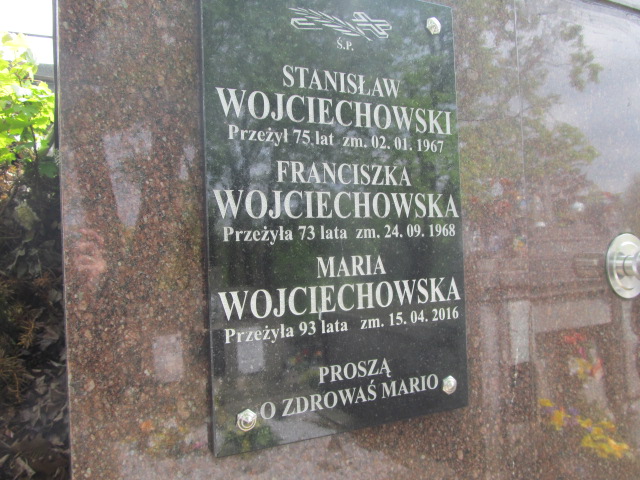 Ś.P.
STANISŁAW
WOJCIECHOWSKI
Przeżył 75 lat zm. 02. 01. 1967
FRANCISZKA
WOJCIECHOWSKA
Przeżyła 73 lata zm. 24. 09. 1968
MARIA
WOJCIECHOWSKA
Przeżyła 93 lata zm. 15. 04. 2016
PROSZĄ
O ZDROWAŚ MARIO